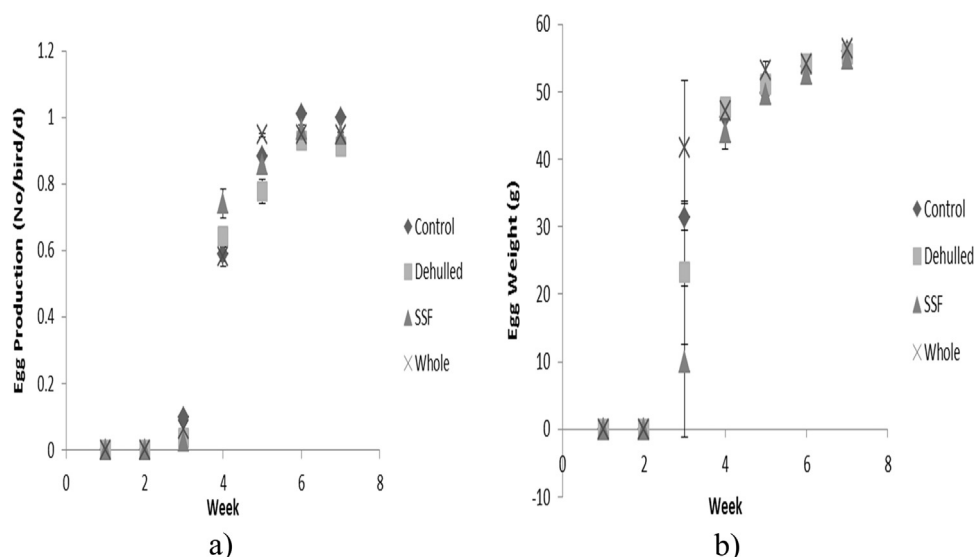 Egg Production (No/bird/d)
1.2
1
0.8
0.6
0.4
0.2
0
0 2 4 6 8
Week
Control
Dehulled
SSF
Whole
a)
Egg Weight (g)
60
50
40
30
20
10
0
-10
0 2 4 6 8
Week
Control
Dehulled
SSF
Whole
b)